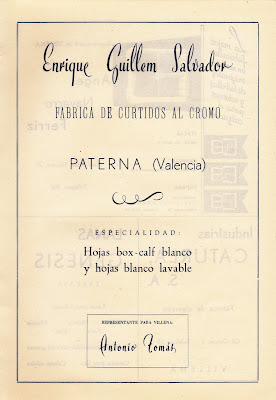 Enrique Guillem Salvador
FABRICA DE CURTIDOS AL CROMO
PATERNA (Valencia)
ESPECIALIDAD:
Hojas box-calf blanco
y hojas blanco lavable
REPRESENTANTE PARA VILLENA:
Antonio Tomás